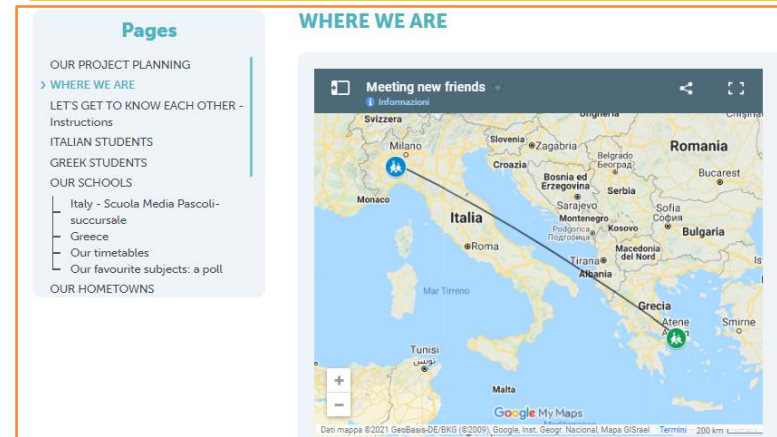 Pages
OUR PROJECT PLANNING
WHERE WE ARE
LET'S GET TO KNOW EACH OTHER -
Instructions
ITALIAN STUDENTS
GREEK STUDENTS
OUR SCHOOLS
Italy - Scuola Media Pascoli-
succursale
Greece
Our timetables
Our favourite subjects: a poll
OUR HOMETOWNS
WHERE WE ARE
Meeting new friends
Informazioni
Svizzera
Ungheria
Milano
Slovenia
Zagabria
Romania
Croazia
Belgrado
Београд
Bucarest
Bosnia ed
Erzegovina
Serbia
Monaco
Sarajevo
Sofia
София
Italia
Montenegro
Podgorica
Подгорица
Kosovo
Bulgaria
Roma
Macedonia
del Nord
Tirana
Albania
Mar Tirreno
Grecia
Atene
Smirne
Tunisi
تونس
Malta
Google My Maps
Dati mappa ©2021 GeoBasis-DE/BKG (©2009), Google, Inst. Geogr. Nacional, Mapa GISrael Termini 200 km